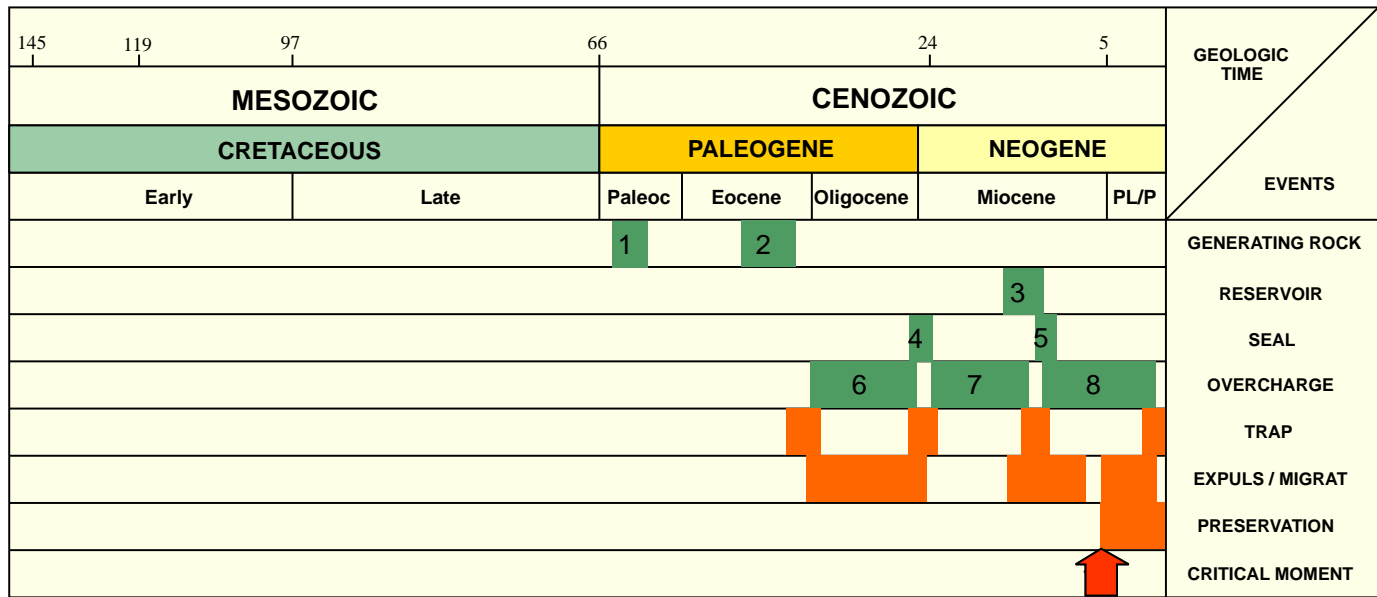 145 119 97 66 24 5
GEOLOGIC
TIME
MESOZOIC CENOZOIC
CRETACEOUS PALEOGENE NEOGENE
EVENTS
Early Late Paleoc Eocene Oligocene Miocene PL/P
1 2 GENERATING ROCK
3 RESERVOIR
4 5 SEAL
6 7 8 OVERCHARGE
TRAP
EXPULS / MIGRAT
PRESERVATION
CRITICAL MOMENT